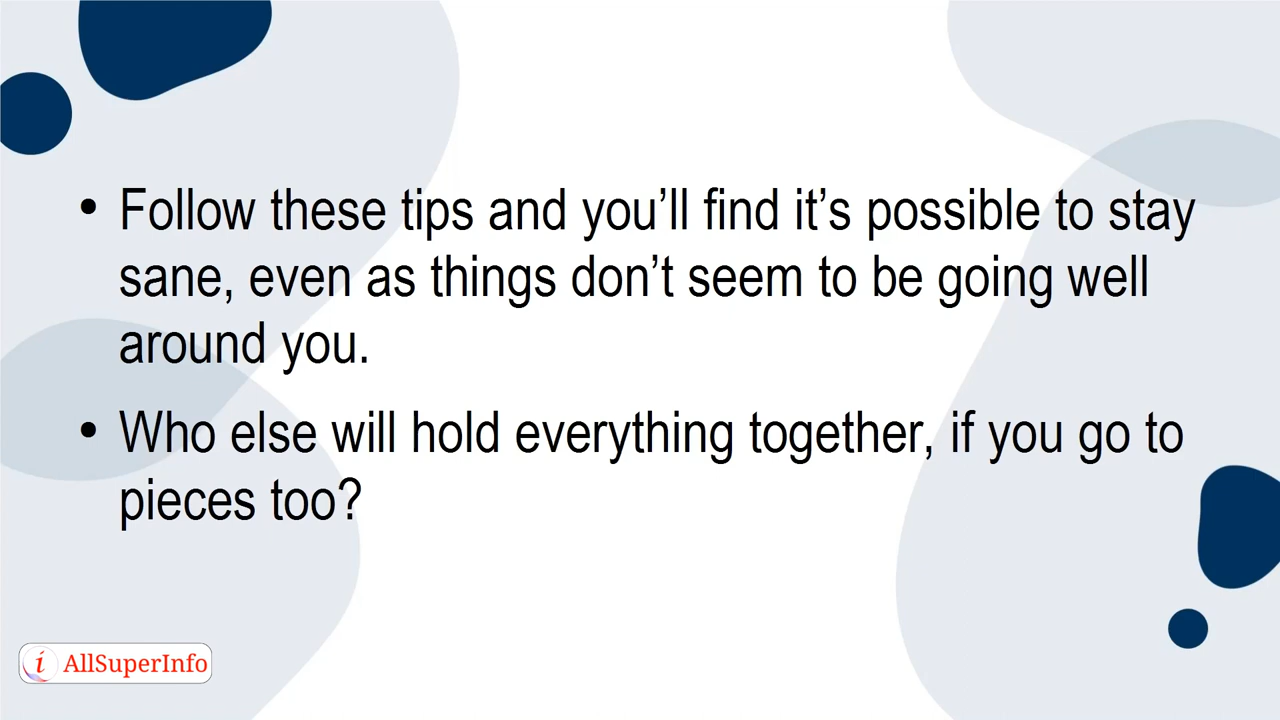 • Follow these tips and you’ll find it’s possible to stay
sane, even as things don’t seem to be going well
around you.
• Who else will hold everything together, if you go to
pieces too?
i AllSuperInfo